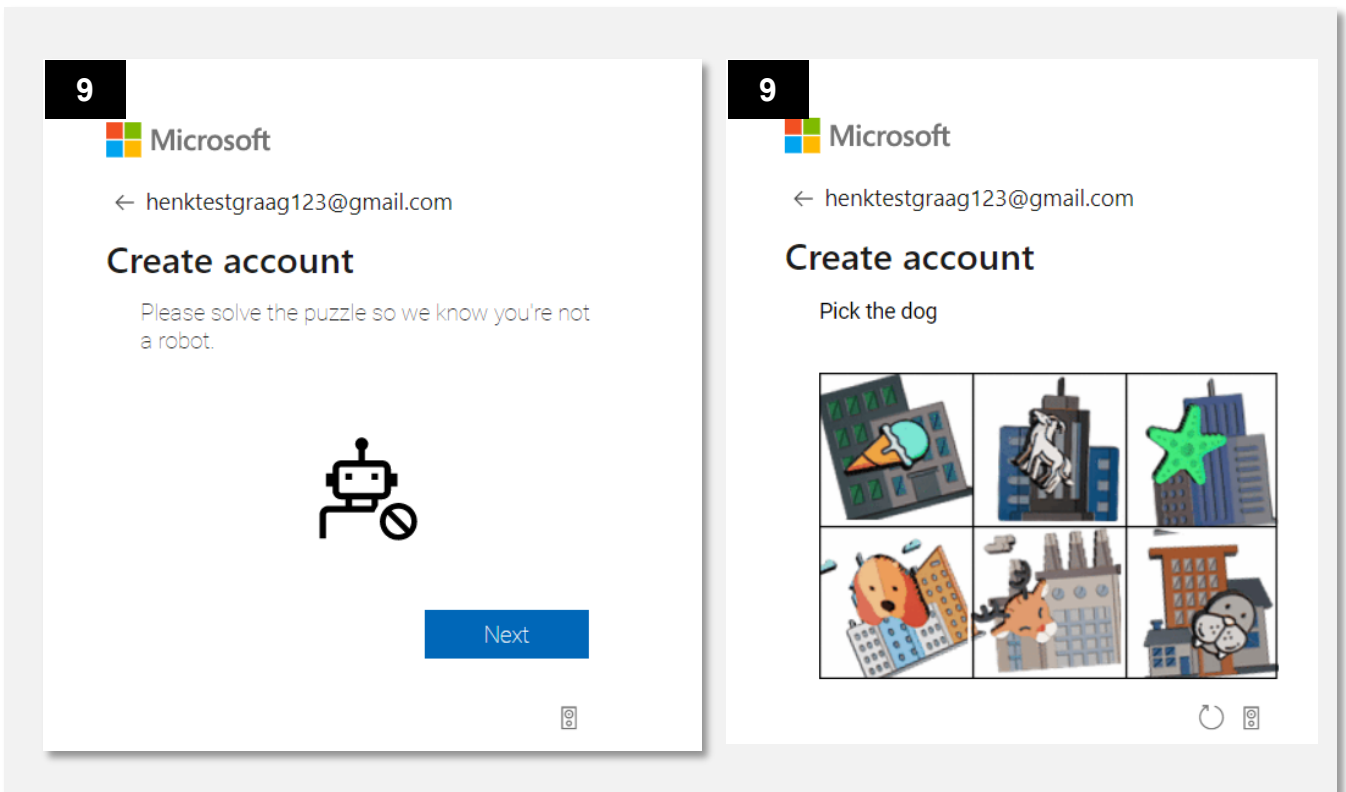 9
Microsoft
← henktestgraag123@gmail.com
Create account
Please solve the puzzle so we know you're not
a robot.
Next
9
Microsoft
← henktestgraag123@gmail.com
Create account
Pick the dog